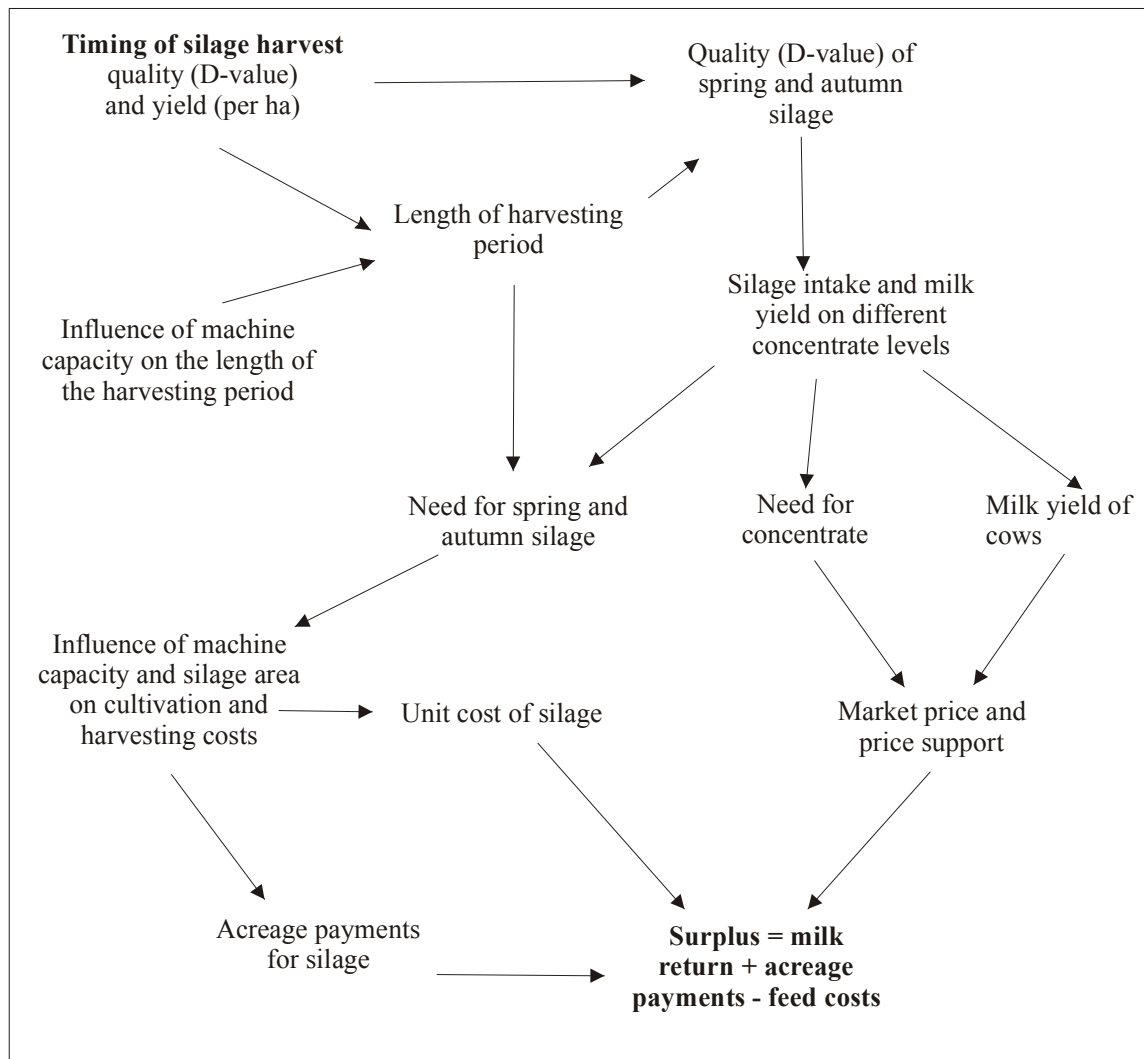 Timing of silage harvest
quality (D-value)
and yield (per ha)
Quality (D-value) of
spring and autumn
silage
Length of harvesting
period
Influence of machine
capacity on the length of
the harvesting period
Silage intake and milk
yield on different
concentrate levels
Need for spring and
autumn silage
Need for
concentrate
Milk yield of
cows
Influence of machine
capacity and silage area
on cultivation and
harvesting costs
Unit cost of silage
Market price and
price support
Acreage payments
for silage
Surplus = milk
return + acreage
payments - feed costs